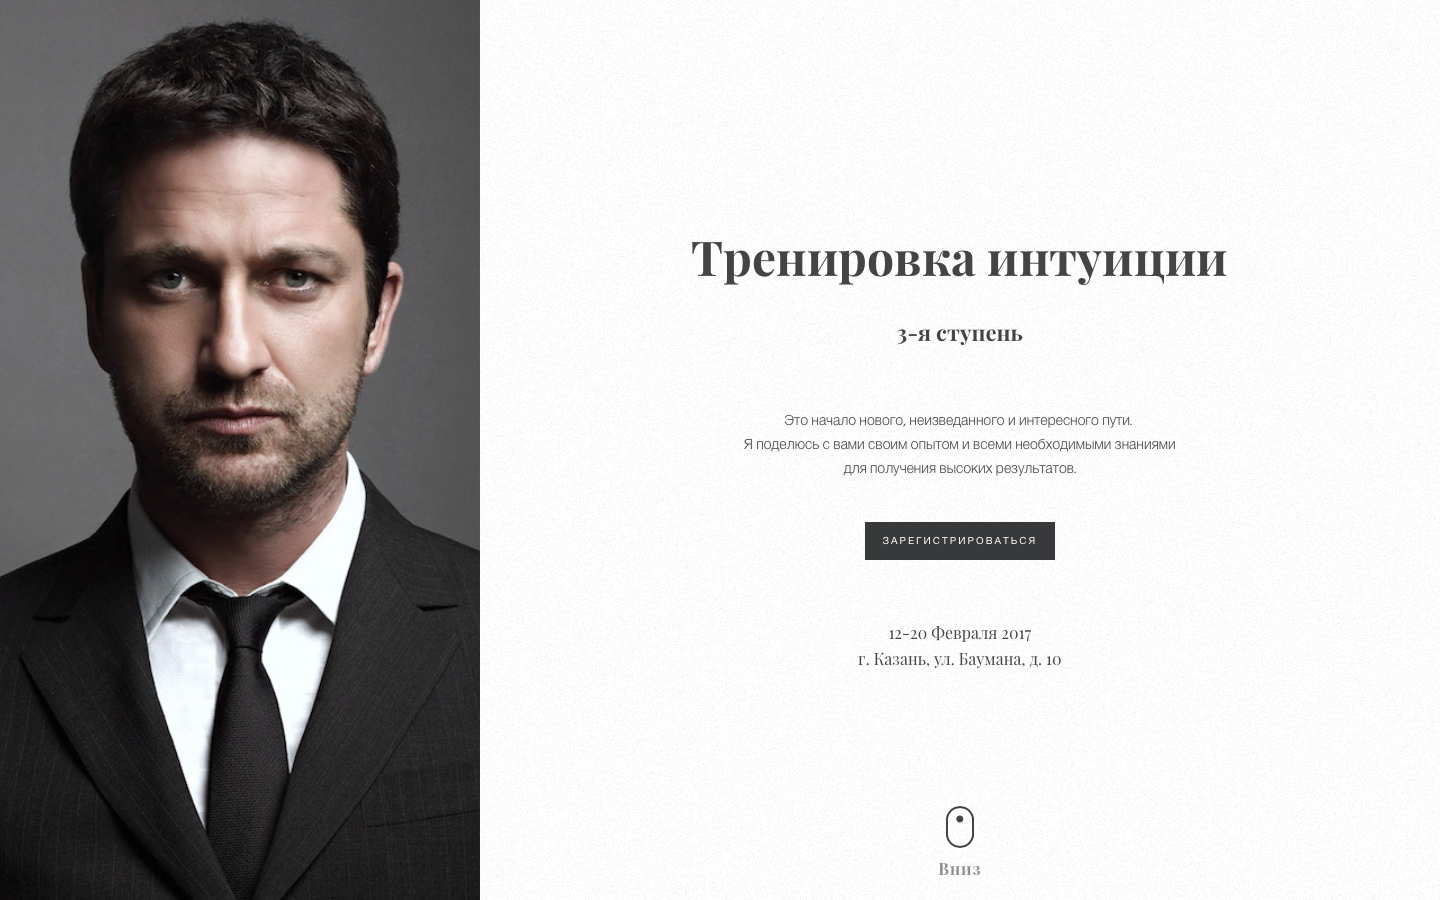 Тренировка интуиции
3-я ступень
Это начало нового, неизведанного и интересного пути.
Я поделюсь с вами своим опытом и всеми необходимыми знаниями
для получения высоких результатов.
ЗАРЕГИСТРИРОВАТЬСЯ
12-20 Февраля 2017
г. Казань, ул. Баумана, д. 10
Вниз